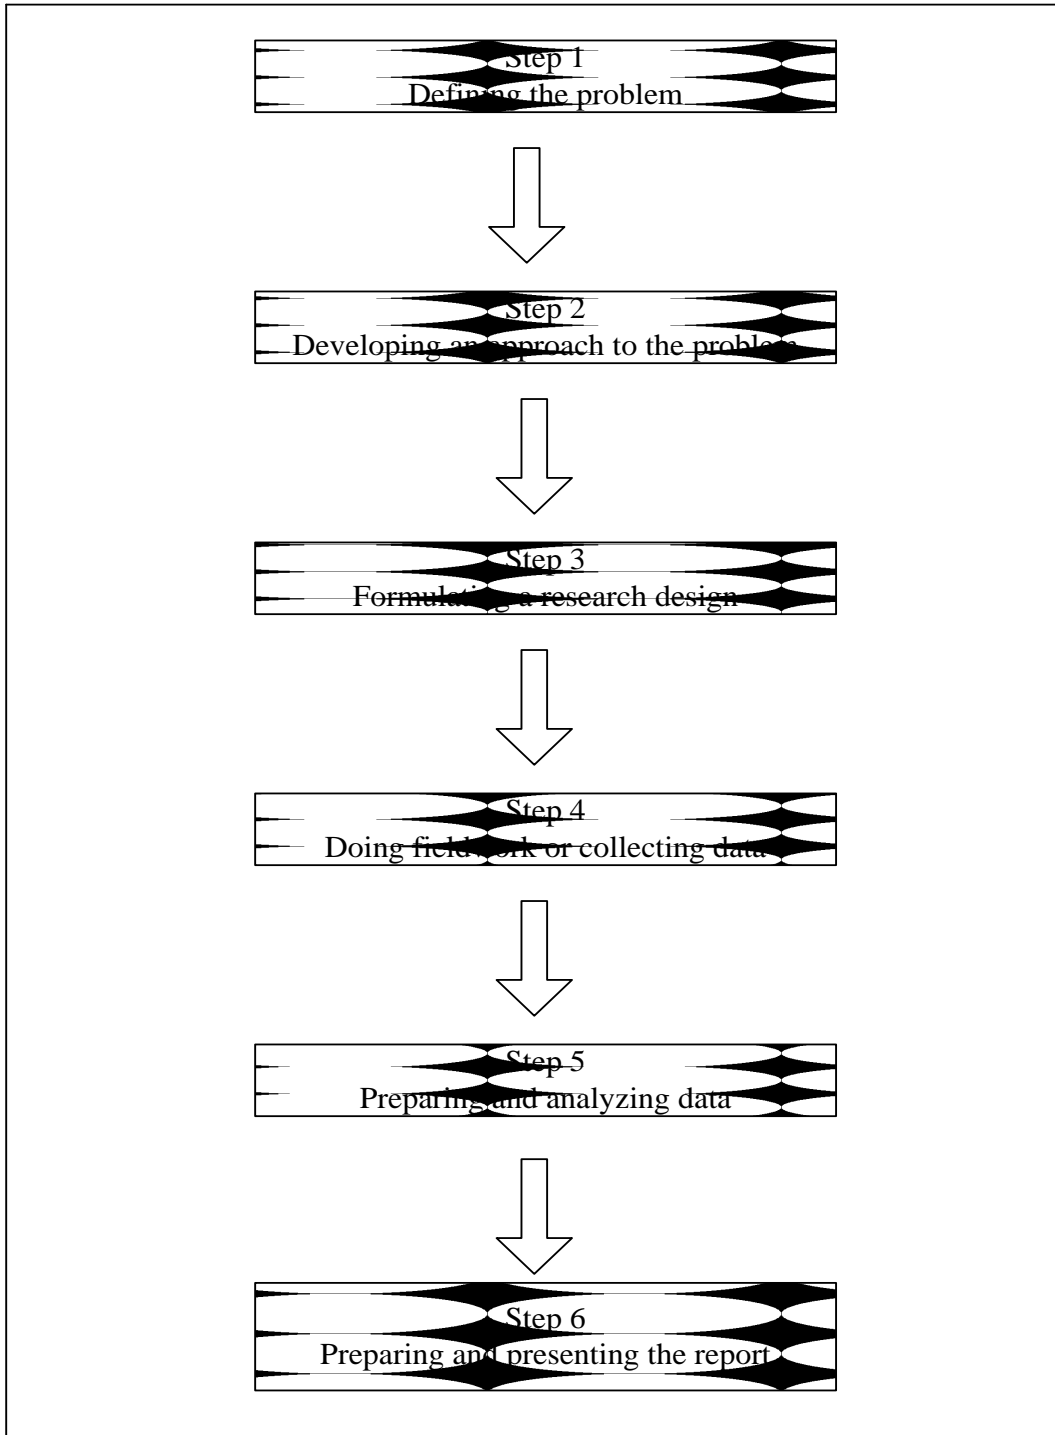 Step 1
Defining the problem
Step 2
Developing an approach to the problem
Step 3
Formulating a research design
Step 4
Doing fieldwork or collecting data
Step 5
Preparing and analyzing data
Step 6
Preparing and presenting the report